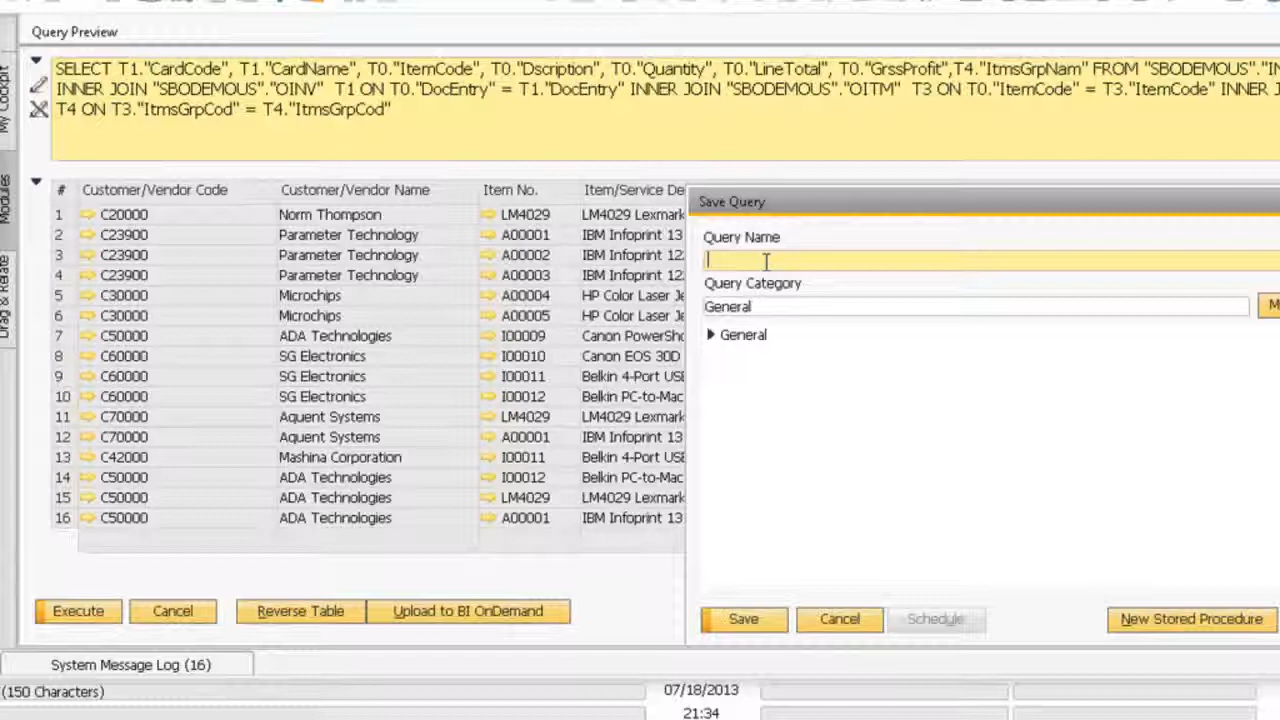 Query Preview
SELECT T1."CardCode", T1."CardName", T0."ItemCode", T0."Dscription", T0."Quantity", T0."LineTotal", T0."GrssProfit",T4."ItmsGrpNam" FROM "SBODEMOUS"."IN
INNER JOIN "SBODEMOUS"."OINV" T1 ON T0."DocEntry" = T1."DocEntry" INNER JOIN "SBODEMOUS"."OITM" T3 ON T0."ItemCode" = T3."ItemCode" INNER J
T4 ON T3."ItmsGrpCod" = T4."ItmsGrpCod"
My Cockpit
Modules
Drag & Relate
# Customer/Vendor Code Customer/Vendor Name Item No. Item/Service De
1 C20000 Norm Thompson LM4029 LM4029 Lexmark
2 C23900 Parameter Technology A00001 IBM Infoprint 13
3 C23900 Parameter Technology A00002 IBM Infoprint 12
4 C23900 Parameter Technology A00003 IBM Infoprint 12
5 C30000 Microchips A00004 HP Color Laser Je
6 C30000 Microchips A00005 HP Color Laser Je
7 C50000 ADA Technologies I00009 Canon PowerSho
8 C60000 SG Electronics I00010 Canon EOS 30D
9 C60000 SG Electronics I00011 Belkin 4-Port USB
10 C60000 SG Electronics I00012 Belkin PC-to-Mac
11 C70000 Aquent Systems LM4029 LM4029 Lexmark
12 C70000 Aquent Systems A00001 IBM Infoprint 13
13 C42000 Mashina Corporation I00011 Belkin 4-Port USB
14 C50000 ADA Technologies I00012 Belkin PC-to-Mac
15 C50000 ADA Technologies LM4029 LM4029 Lexmark
16 C50000 ADA Technologies A00001 IBM Infoprint 13
Save Query
Query Name
Query Category
General
M
General
Save Cancel Schedule New Stored Procedure
Execute Cancel Reverse Table Upload to BI OnDemand
System Message Log (16)
(150 Characters) 07/18/2013
21:34